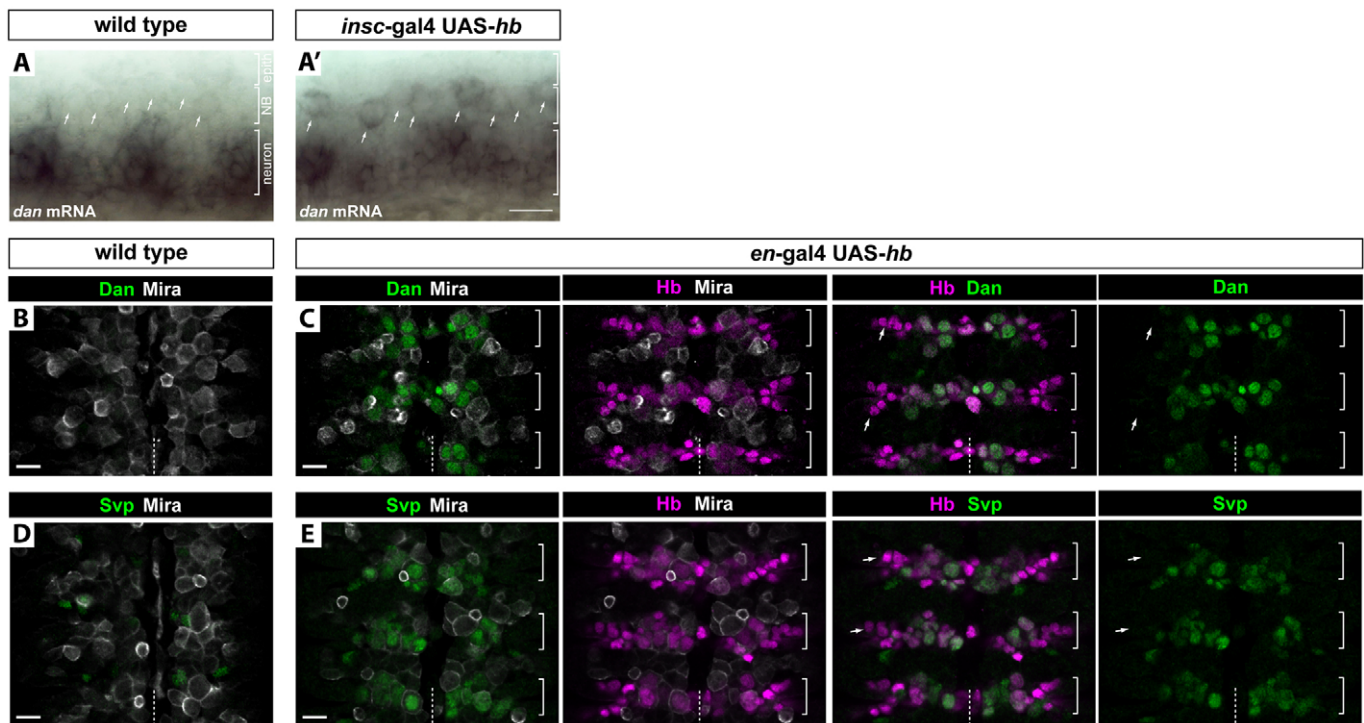 wild type
insc-gal4 UAS-hb
A
epith
NB
neuron
dan mRNA
A'
dan mRNA
wild type
en-gal4 UAS-hb
Dan Mira
Dan Mira
Hb Mira
Hb Dan
Dan
B
C
Svp Mira
Svp Mira
Hb Mira
Hb Svp
Svp
D
E